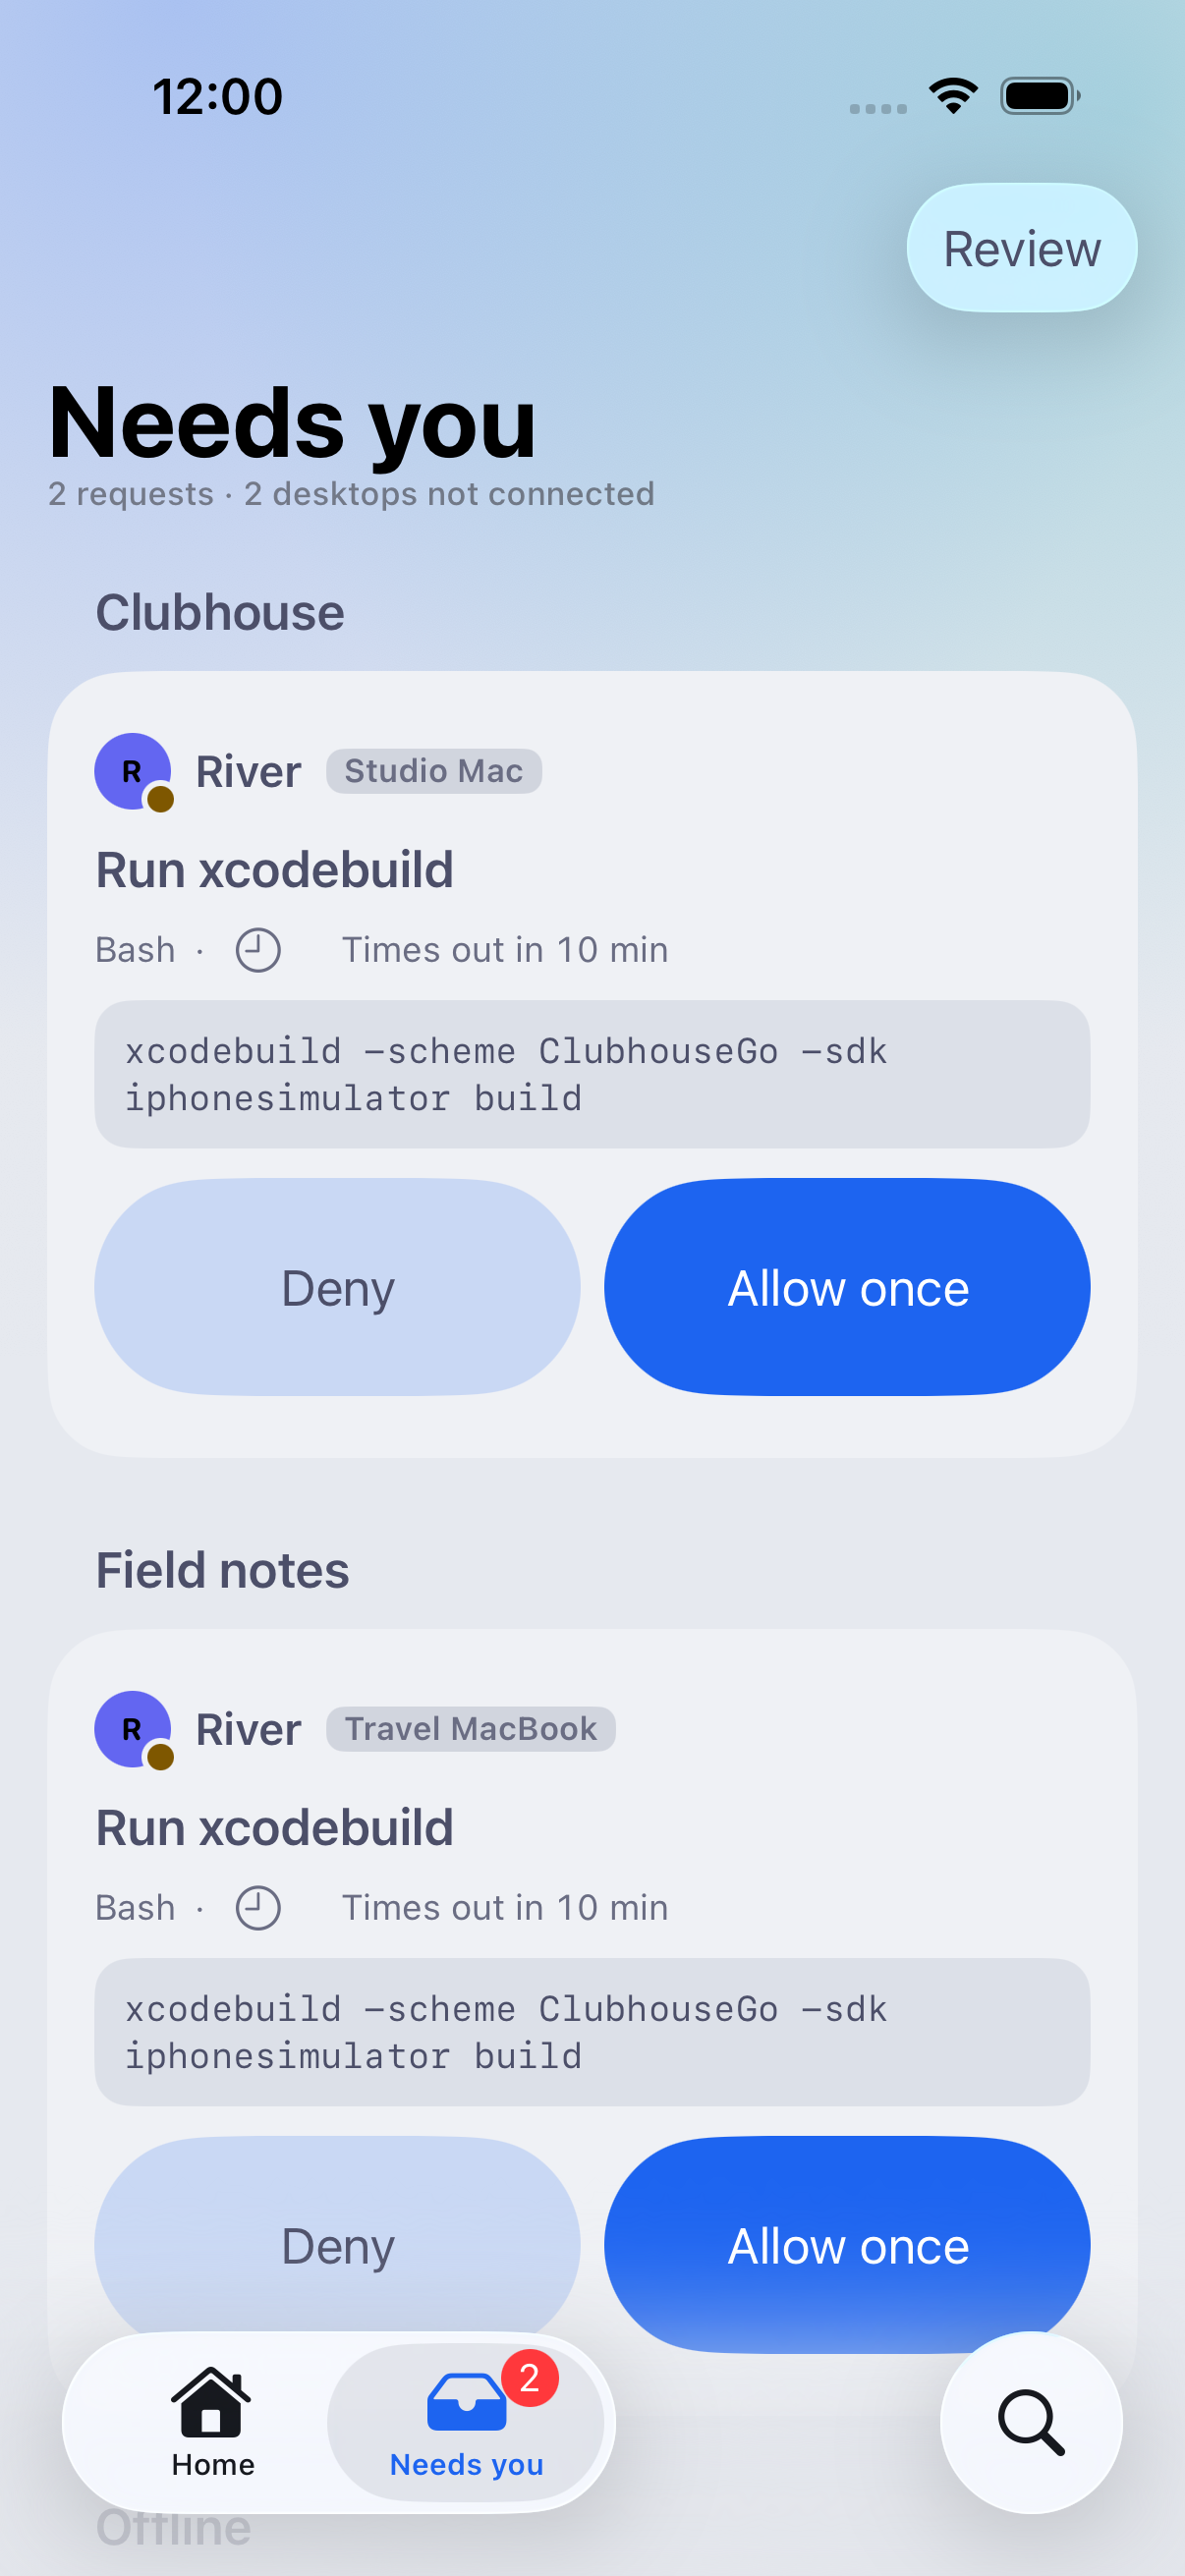 12:00
Review
Needs you
2 requests · 2 desktops not connected
Clubhouse
R River Studio Mac
Run xcodebuild
Bash · Times out in 10 min
xcodebuild -scheme ClubhouseGo -sdk
iphonesimulator build
Deny Allow once
Field notes
R River Travel MacBook
Run xcodebuild
Bash · Times out in 10 min
xcodebuild -scheme ClubhouseGo -sdk
iphonesimulator build
Deny Allow once
2
Home Needs you
Offline